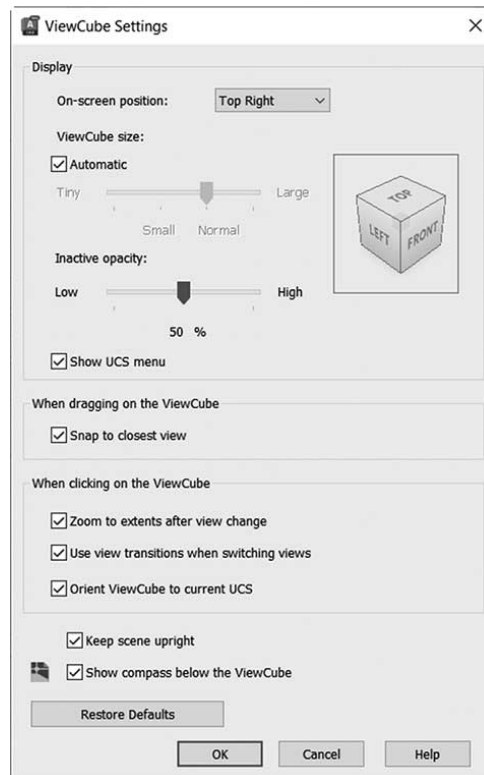 ViewCube Settings
Display
On-screen position: Top Right
ViewCube size:
Automatic
Tiny Large
Small Normal
TOP
LEFT FRONT
Inactive opacity:
Low High
50 %
Show UCS menu
When dragging on the ViewCube
Snap to closest view
When clicking on the ViewCube
Zoom to extents after view change
Use view transitions when switching views
Orient ViewCube to current UCS
Keep scene upright
Show compass below the ViewCube
Restore Defaults
OK Cancel Help